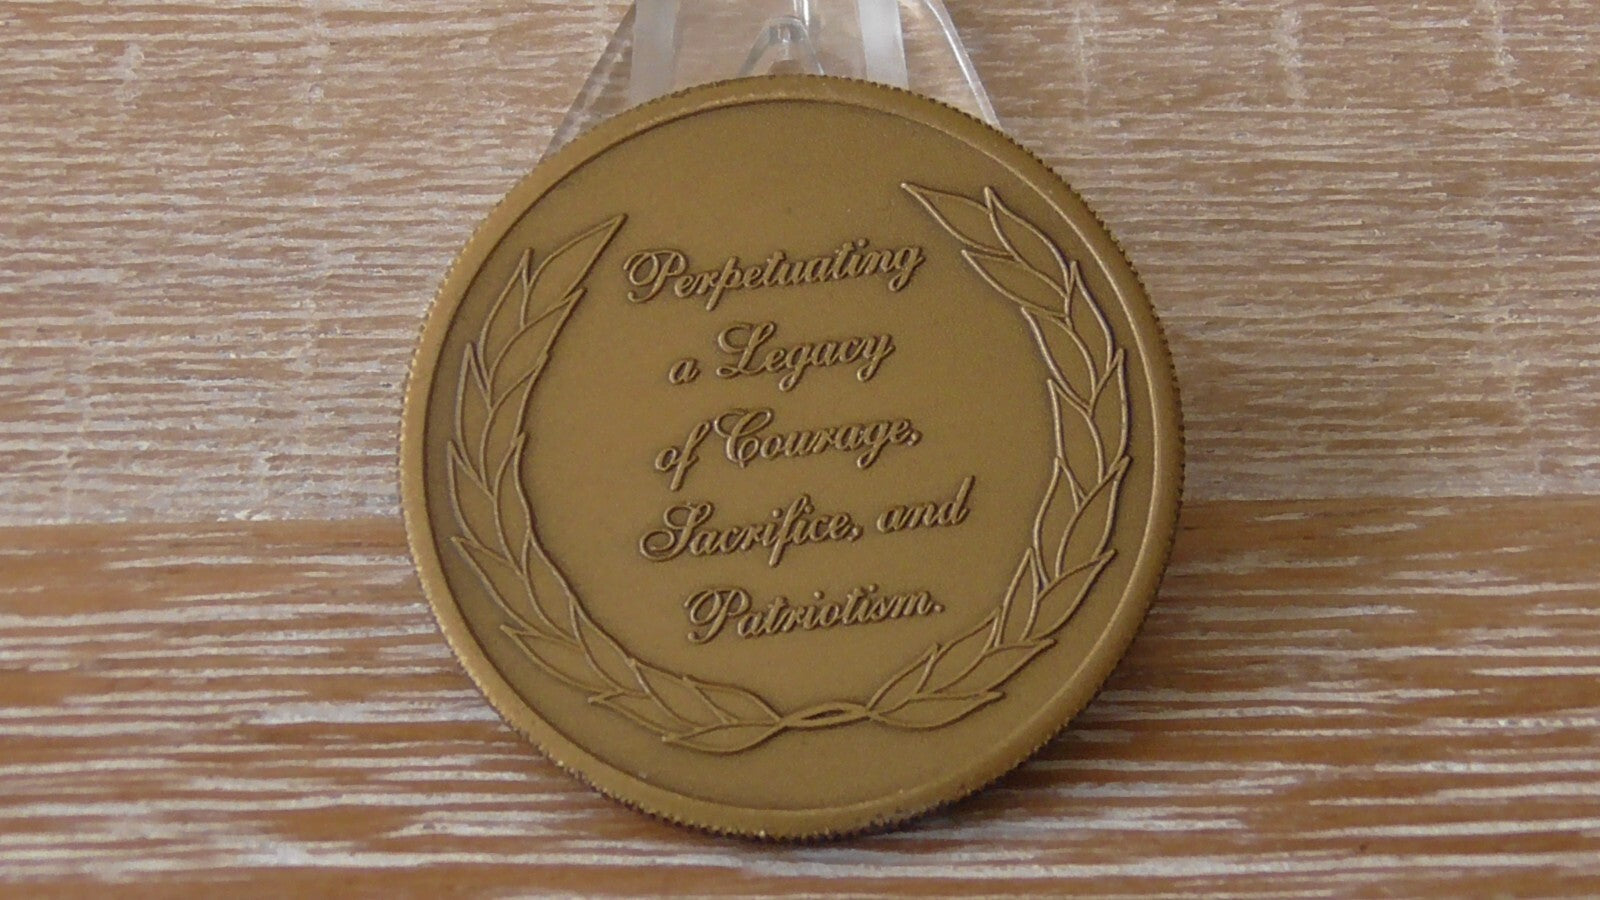 Perpetuating
a Legacy
of Courage,
Sacrifice, and
Patriotism.